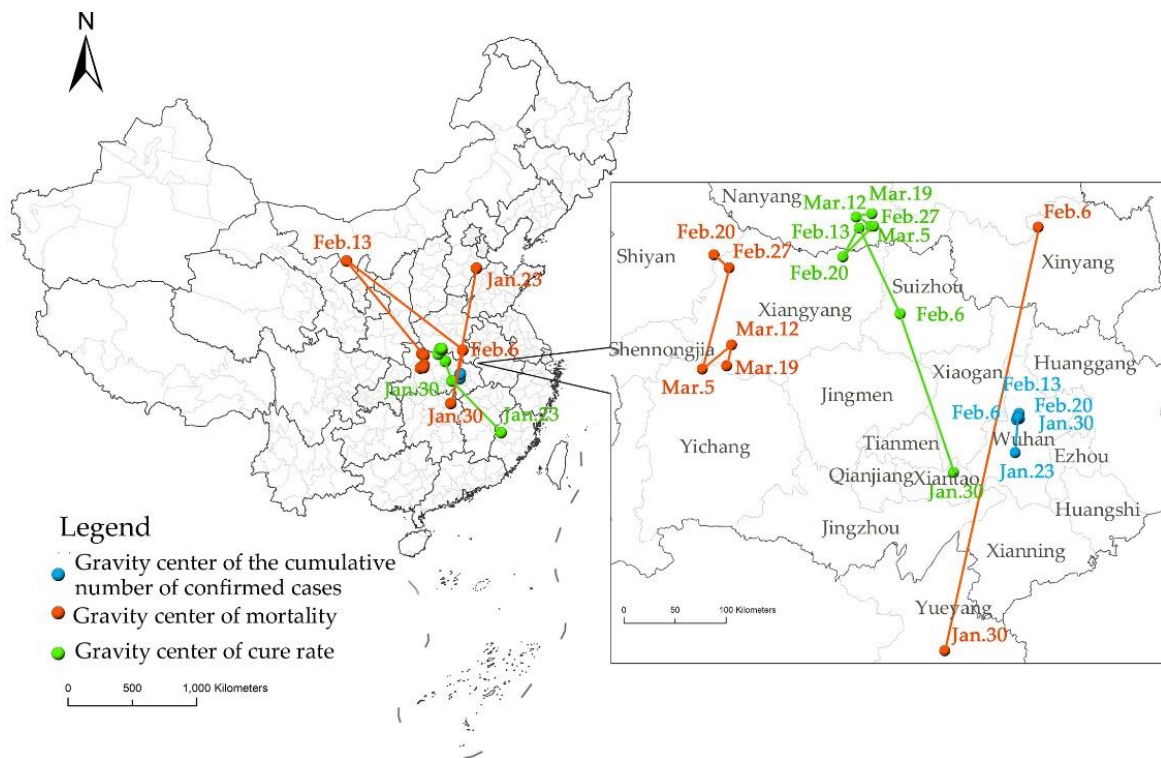 N
Feb.13
Jan.23
Feb.6
Jan.30
Jan.30
Jan.23
Legend
Gravity center of the cumulative
number of confirmed cases
Gravity center of mortality
Gravity center of cure rate
0 500 1,000 Kilometers
Nanyang
Mar.19
Mar.12
Feb.27
Feb.6
Feb.20
Feb.13
Mar.5
Shiyan
Feb.27
Xinyang
Feb.20
Suizhou
Xiangyang
Feb.6
Mar.12
Shennongjia
Huanggang
Mar.19
Xiaogan
Mar.5
Feb.13
Jingmen
Feb.6
Feb.20
Jan.30
Tianmen
Wuhan
Yichang
Ezhou
Jan.23
Qianjiang
Xiantao
Jan.30
Huangshi
Jingzhou
Xianning
Yueyang
0 50 100 Kilometers
Jan.30